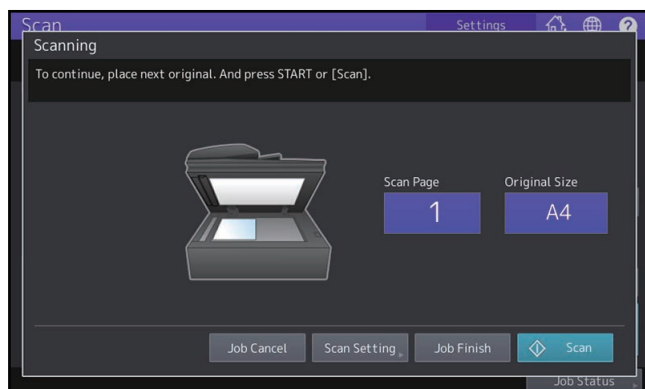 Scan
Settings
?
Scanning
To continue, place next original. And press START or [Scan].
Scan Page
Original Size
1
A4
Job Cancel
Scan Setting
Job Finish
Scan
Job Status